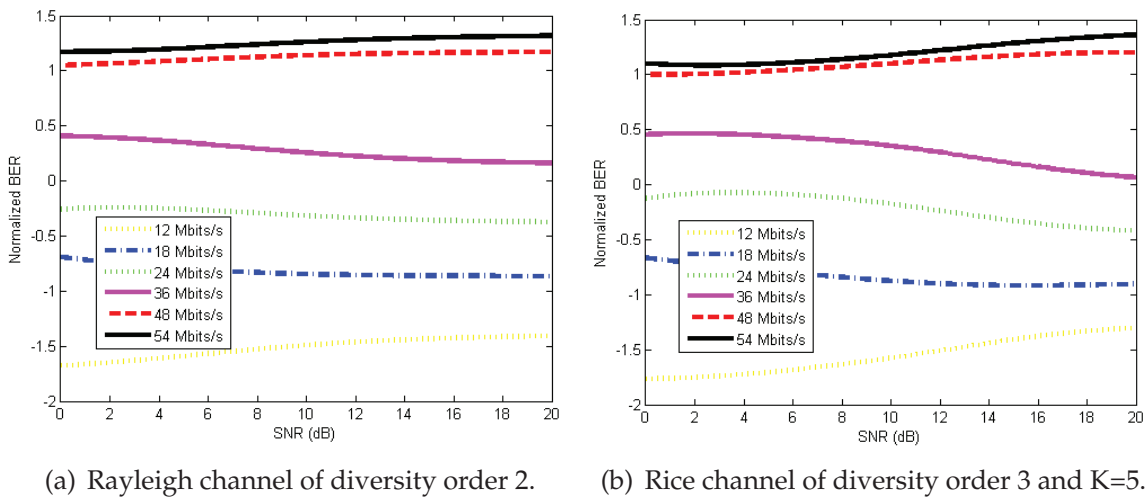 1.5
1
0.5
0
-0.5
-1
-1.5
-2
Normalized BER
12 Mbits/s
18 Mbits/s
24 Mbits/s
36 Mbits/s
48 Mbits/s
54 Mbits/s
0 2 4 6 8 10 12 14 16 18 20
SNR (dB)
(a) Rayleigh channel of diversity order 2.
1.5
1
0.5
0
-0.5
-1
-1.5
-2
Normalized BER
12 Mbits/s
18 Mbits/s
24 Mbits/s
36 Mbits/s
48 Mbits/s
54 Mbits/s
0 2 4 6 8 10 12 14 16 18 20
SNR (dB)
(b) Rice channel of diversity order 3 and K=5.